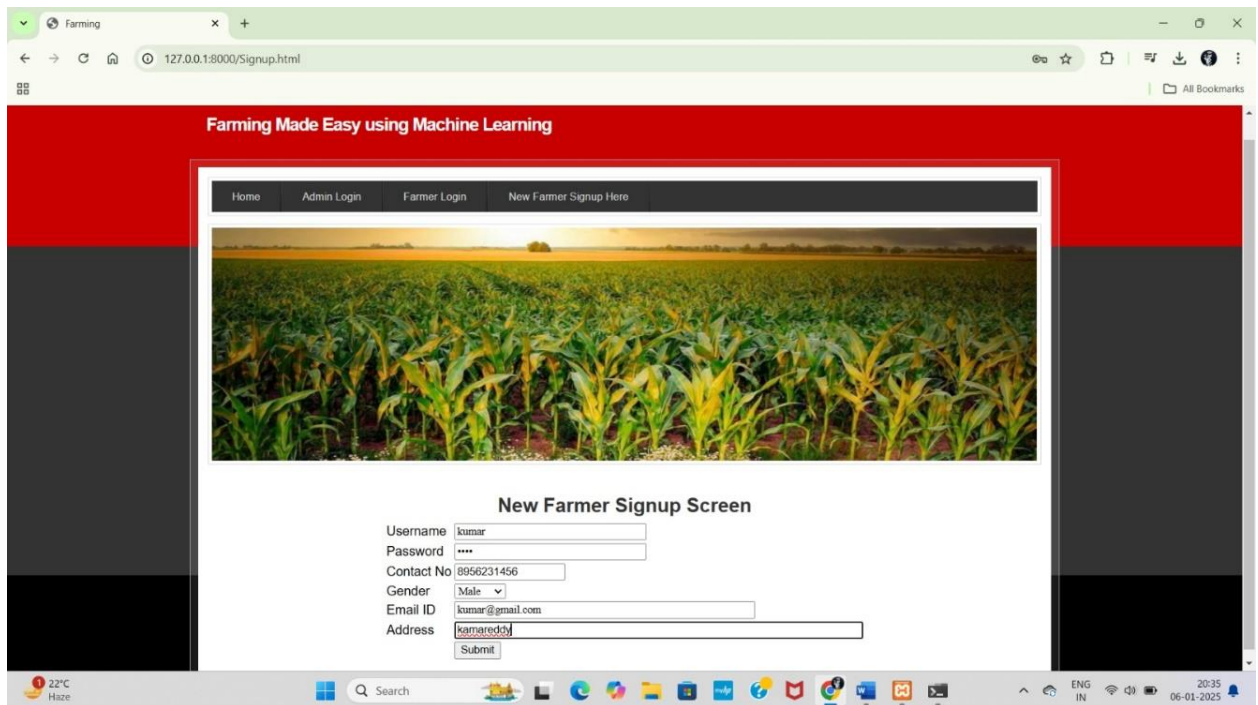 Farming
127.0.0.1:8000/Signup.html
All Bookmarks
Farming Made Easy using Machine Learning
Home Admin Login Farmer Login New Farmer Signup Here
New Farmer Signup Screen
Username kumar
Password ••••
Contact No 8956231456
Gender Male
Email ID kumar@gmail.com
Address kamareddy
Submit
1 22°C
Haze
Search
ENG
IN
20:35
06-01-2025